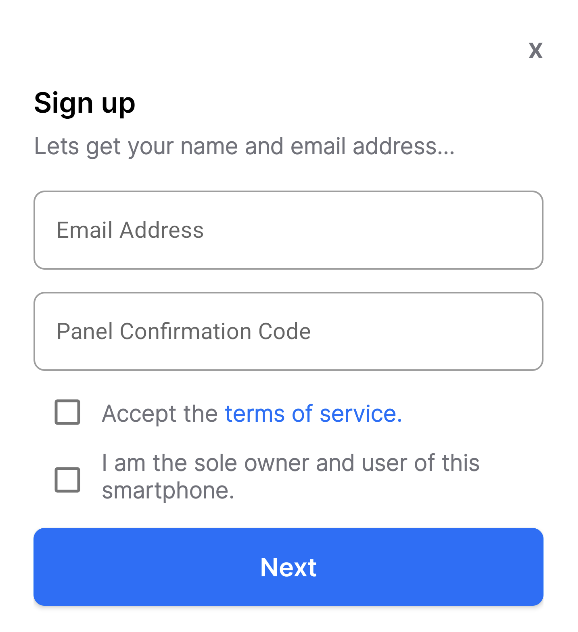 x
Sign up
Lets get your name and email address...
Email Address
Panel Confirmation Code
Accept the terms of service.
I am the sole owner and user of this
smartphone.
Next